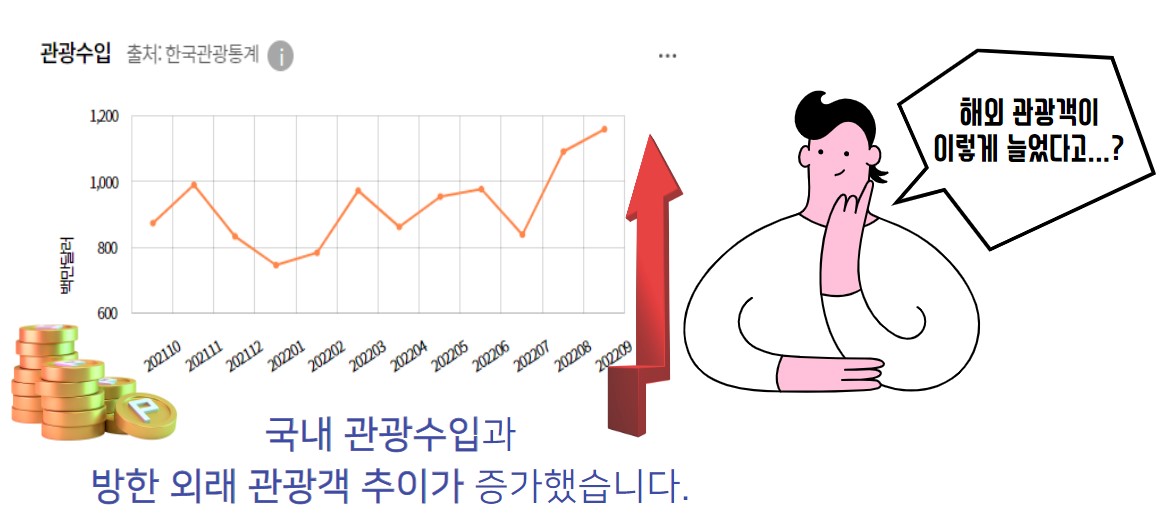 관광수입 출처: 한국관광통계 i
...
해외 관광객이
이렇게 늘었다고...?
1,200
1,000
800
600
백만달러
202110 202111 202112 202201 202202 202203 202204 202205 202206 202207 202208 202209
P
국내 관광수입과
방한 외래 관광객 추이가 증가했습니다.